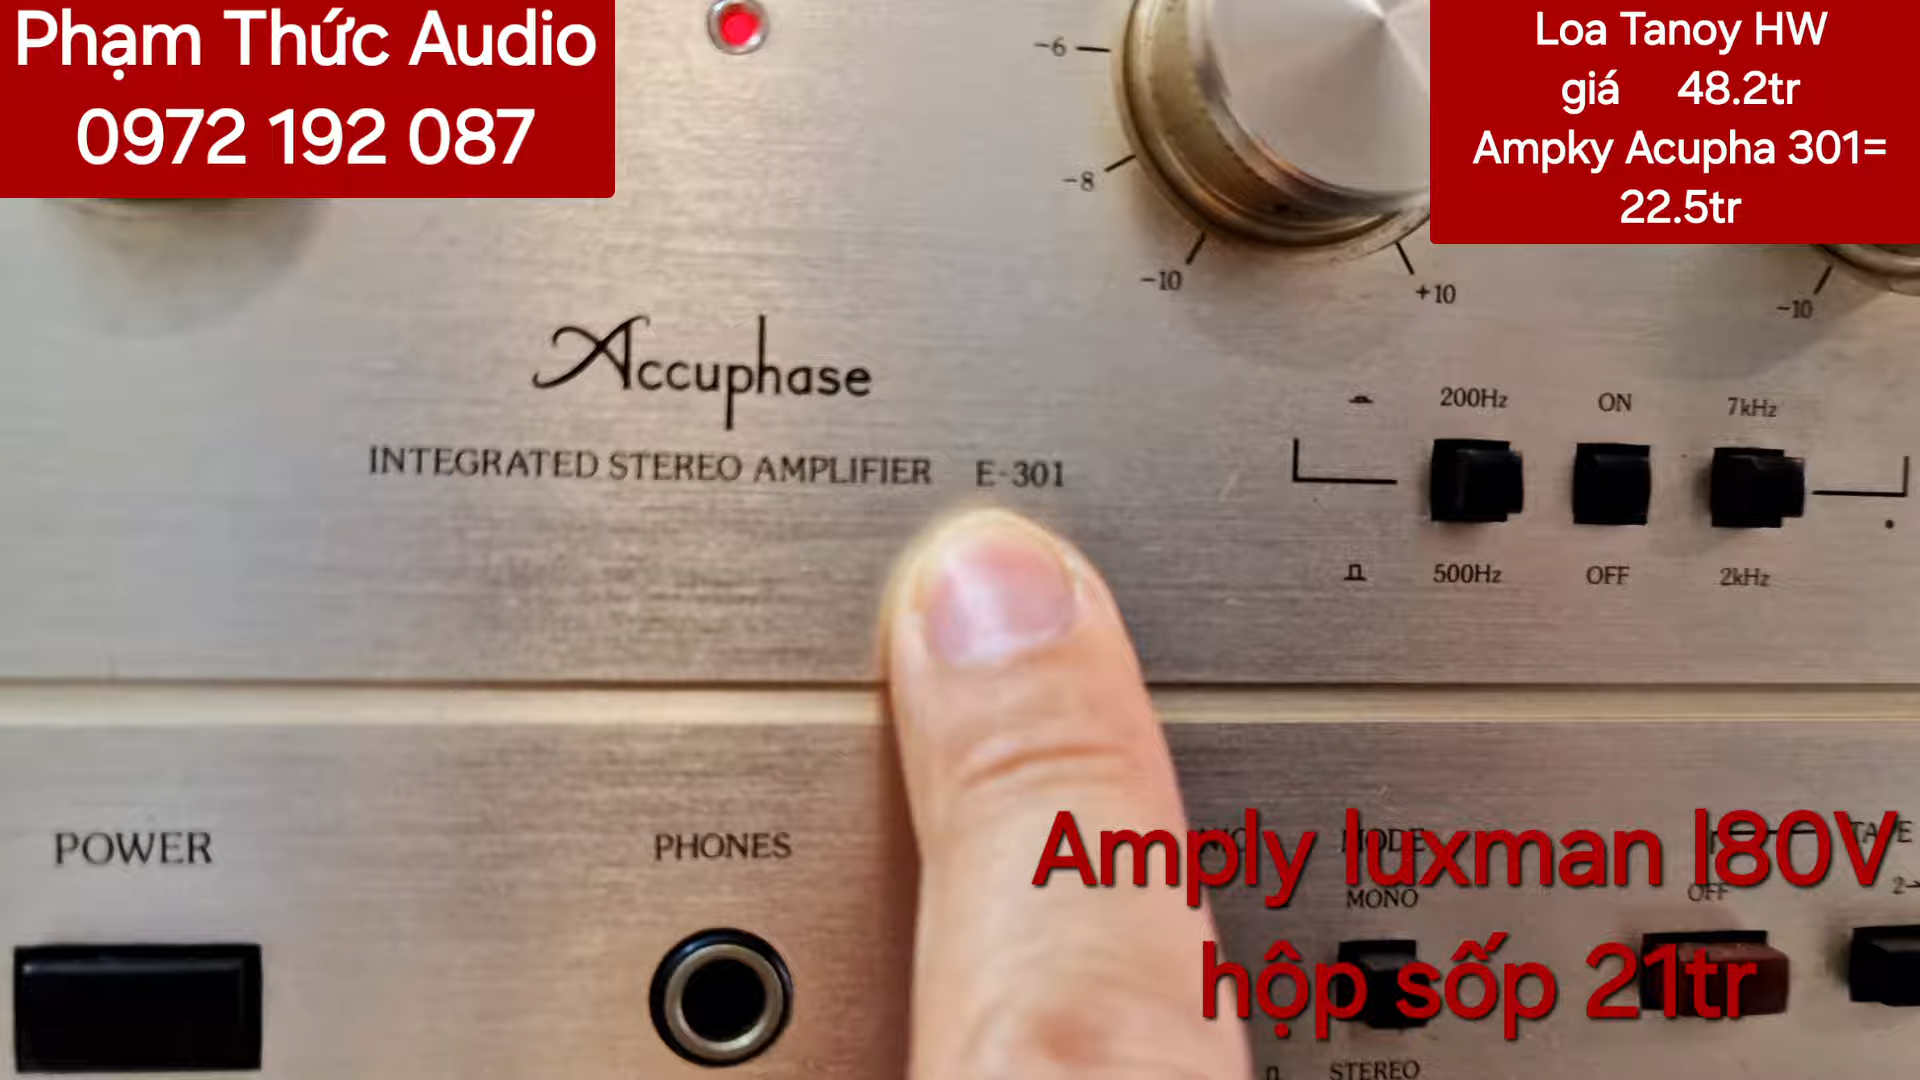 Phạm Thức Audio
0972 192 087
Loa Tanoy HW
giá 48.2tr
Ampky Acupha 301=
22.5tr
-6
-8
-10
+10
-10
Accuphase
INTEGRATED STEREO AMPLIFIER E-301
200Hz ON 7kHz
500Hz OFF 2kHz
POWER
PHONES
MODE
Amply luxman l80V
OFF
2
MONO
hộp sốp 21tr
STEREO